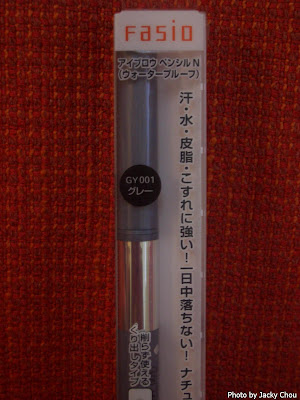 FASIO
アイブロウ ペンシル N
(ウォータープルーフ)
汗・水・皮脂・こすれに強い!一日中落ちない! ナチュ
GY001
グレー
削らず使える
くり出しタイプ
Photo by Jacky Chou